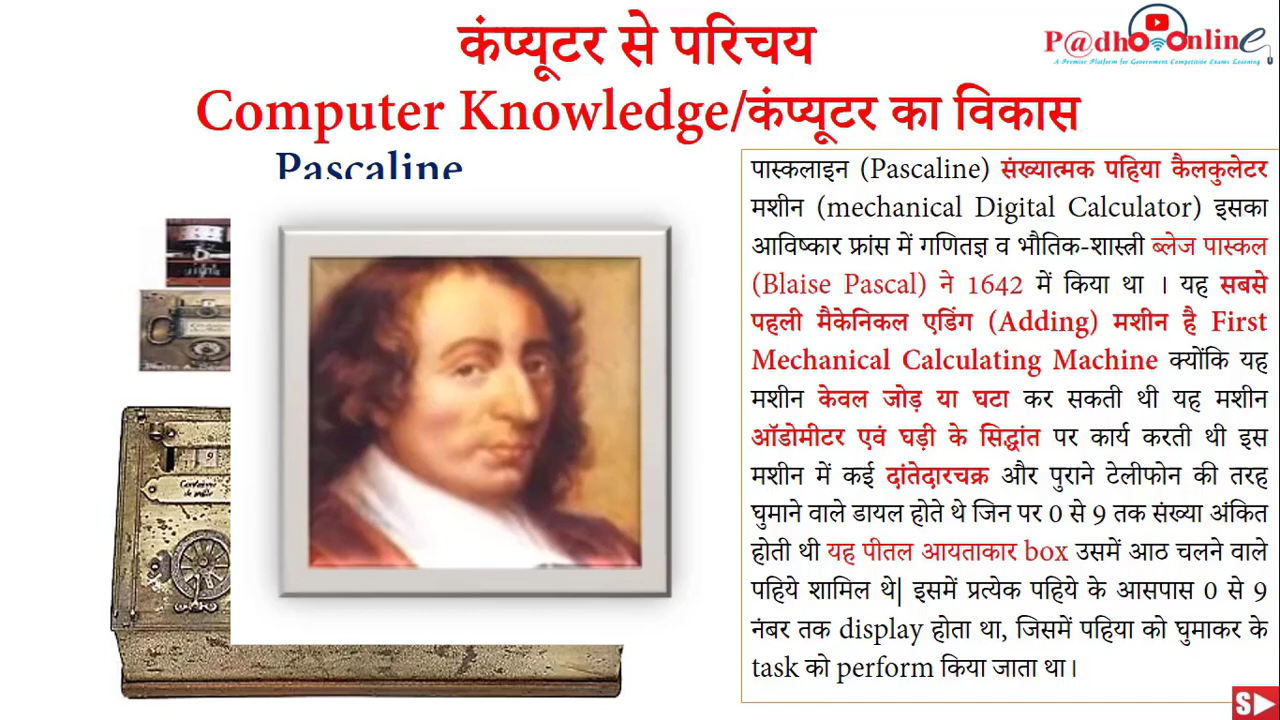 कंप्यूटर से परिचय
P@dhO Online
A Premier Platform for Government Competitive Exams Learning
Computer Knowledge/कंप्यूटर का विकास
Pascaline
पास्कलाइन (Pascaline) संख्यात्मक पहिया कैलकुलेटर
मशीन (mechanical Digital Calculator) इसका
आविष्कार फ्रांस में गणितज्ञ व भौतिक-शास्त्री ब्लेज पास्कल
(Blaise Pascal) ने 1642 में किया था । यह सबसे
पहली मैकेनिकल एडिंग (Adding) मशीन है First
Mechanical Calculating Machine क्योंकि यह
मशीन केवल जोड़ या घटा कर सकती थी यह मशीन
ऑडोमीटर एवं घड़ी के सिद्धांत पर कार्य करती थी इस
मशीन में कई दांतेदारचक्र और पुराने टेलीफोन की तरह
घुमाने वाले डायल होते थे जिन पर 0 से 9 तक संख्या अंकित
होती थी यह पीतल आयताकार box उसमें आठ चलने वाले
पहिये शामिल थे| इसमें प्रत्येक पहिये के आसपास 0 से 9
नंबर तक display होता था, जिसमें पहिया को घुमाकर के
task को perform किया जाता था।
9
S